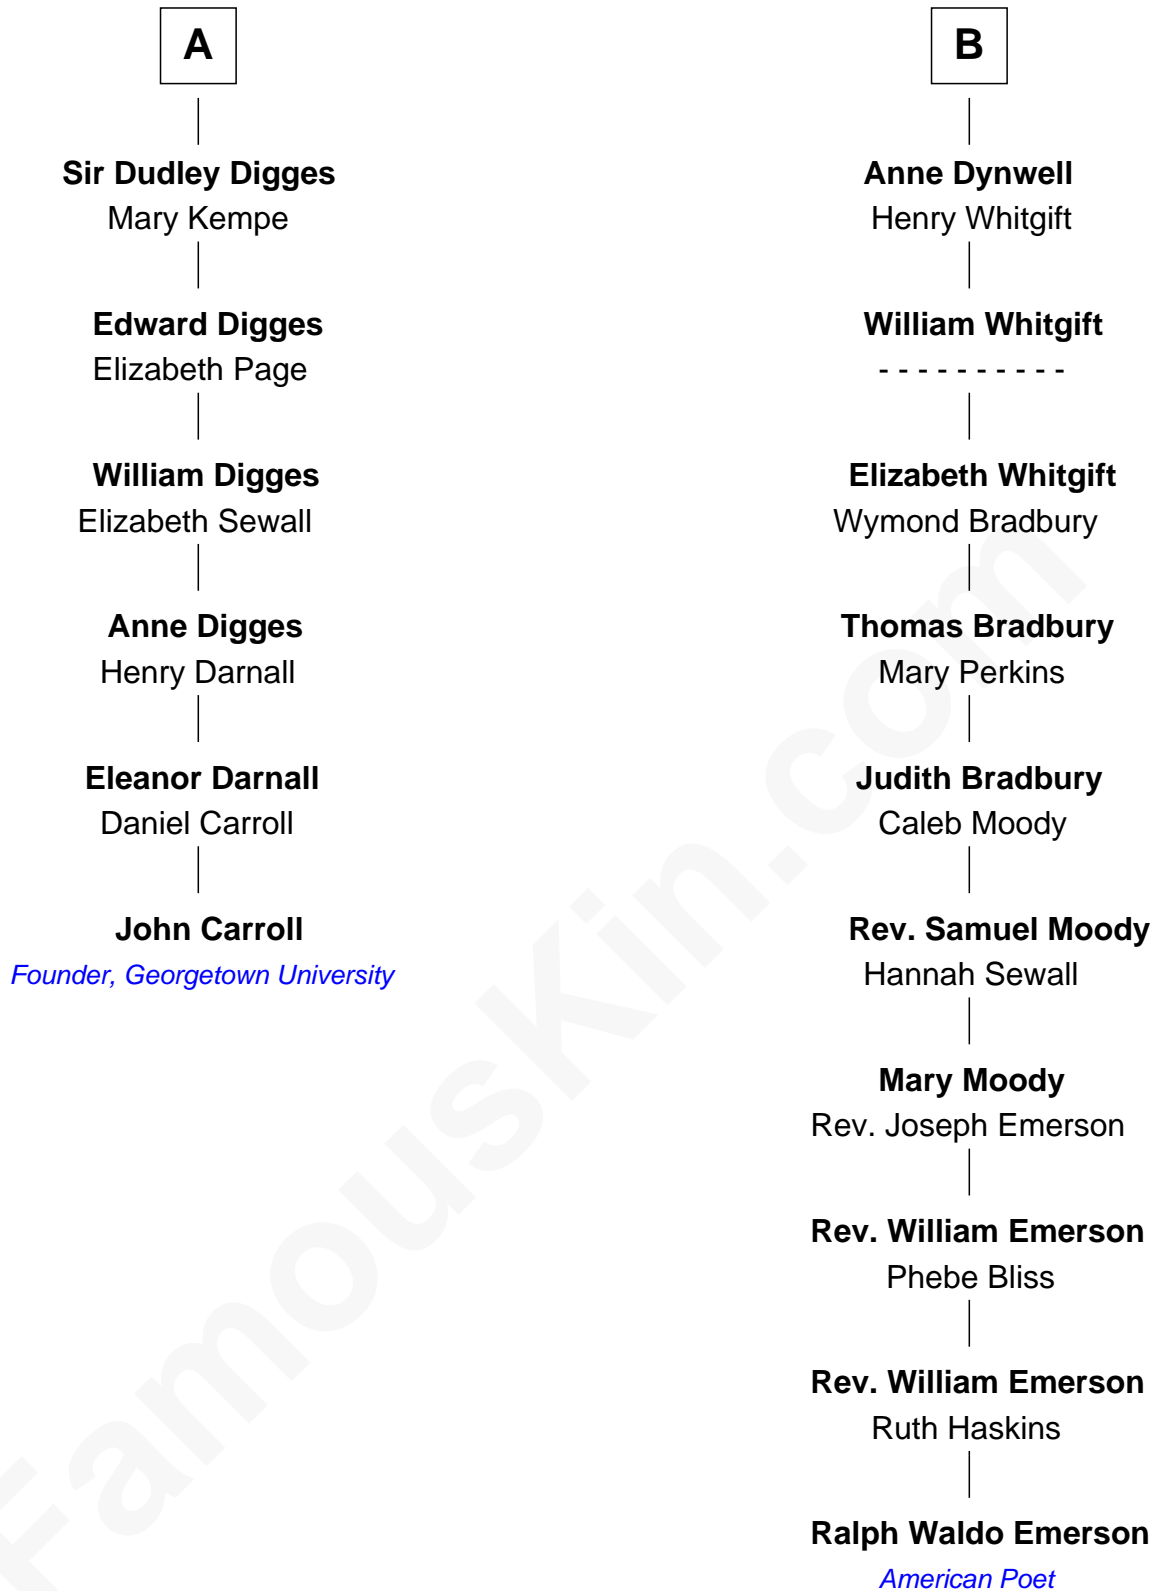 A
Sir Dudley Digges
Mary Kempe
Edward Digges
Elizabeth Page
William Digges
Elizabeth Sewall
Anne Digges
Henry Darnall
Eleanor Darnall
Daniel Carroll
John Carroll
Founder, Georgetown University
B
Anne Dynwell
Henry Whitgift
William Whitgift
- - - - - - - - - -
Elizabeth Whitgift
Wymond Bradbury
Thomas Bradbury
Mary Perkins
Judith Bradbury
Caleb Moody
Rev. Samuel Moody
Hannah Sewall
Mary Moody
Rev. Joseph Emerson
Rev. William Emerson
Phebe Bliss
Rev. William Emerson
Ruth Haskins
Ralph Waldo Emerson
American Poet
FamousKin.com